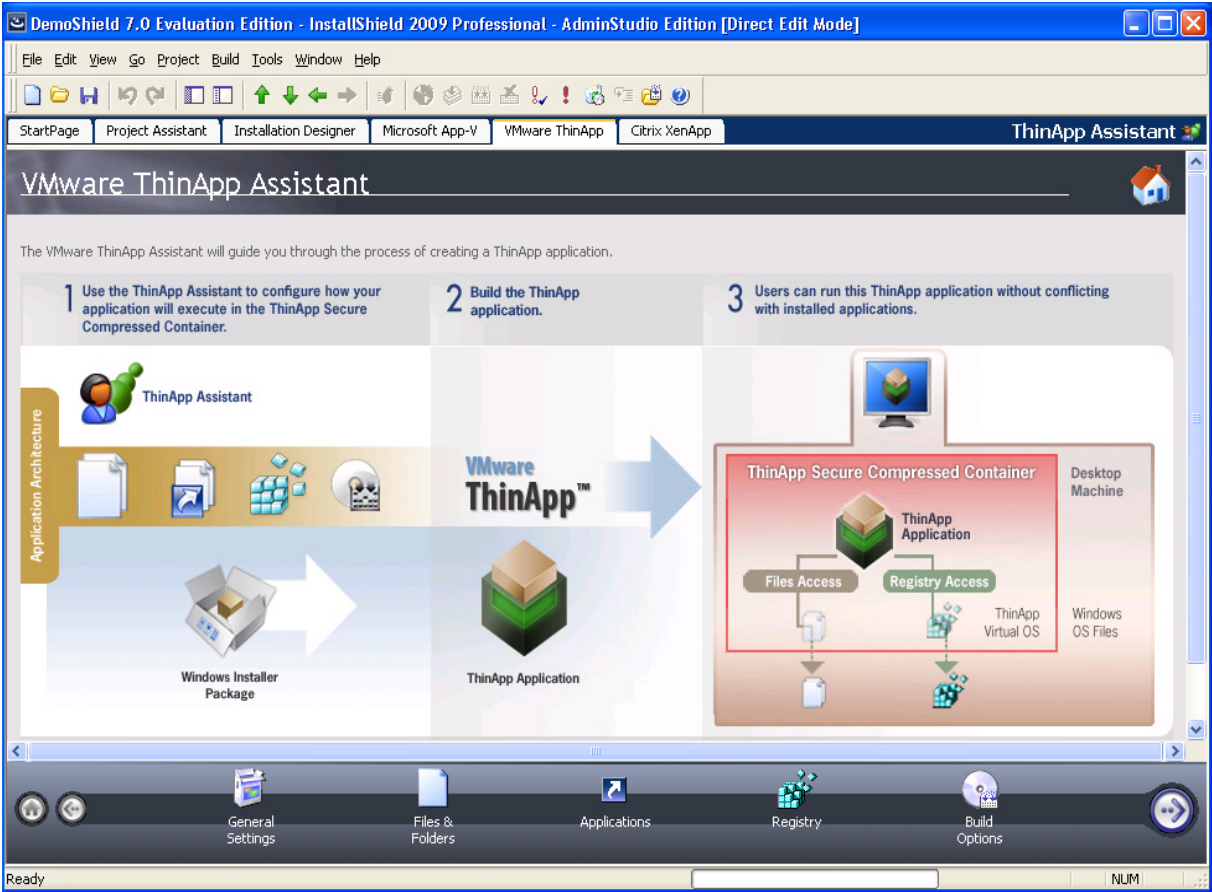 DemoShield 7.0 Evaluation Edition - InstallShield 2009 Professional - AdminStudio Edition [Direct Edit Mode]
File Edit View Go Project Build Tools Window Help
StartPage Project Assistant Installation Designer Microsoft App-V VMware ThinApp Citrix XenApp ThinApp Assistant
VMware ThinApp Assistant
The VMware ThinApp Assistant will guide you through the process of creating a ThinApp application.
1 Use the ThinApp Assistant to configure how your
application will execute in the ThinApp Secure
Compressed Container.
2 Build the ThinApp
application.
3 Users can run this ThinApp application without conflicting
with installed applications.
Application Architecture
ThinApp Assistant
Windows Installer
Package
VMware
ThinApp™
ThinApp Application
ThinApp Secure Compressed Container
Desktop
Machine
ThinApp
Application
Files Access
Registry Access
ThinApp
Virtual OS
Windows
OS Files
General
Settings
Files &
Folders
Applications
Registry
Build
Options
Ready
NUM